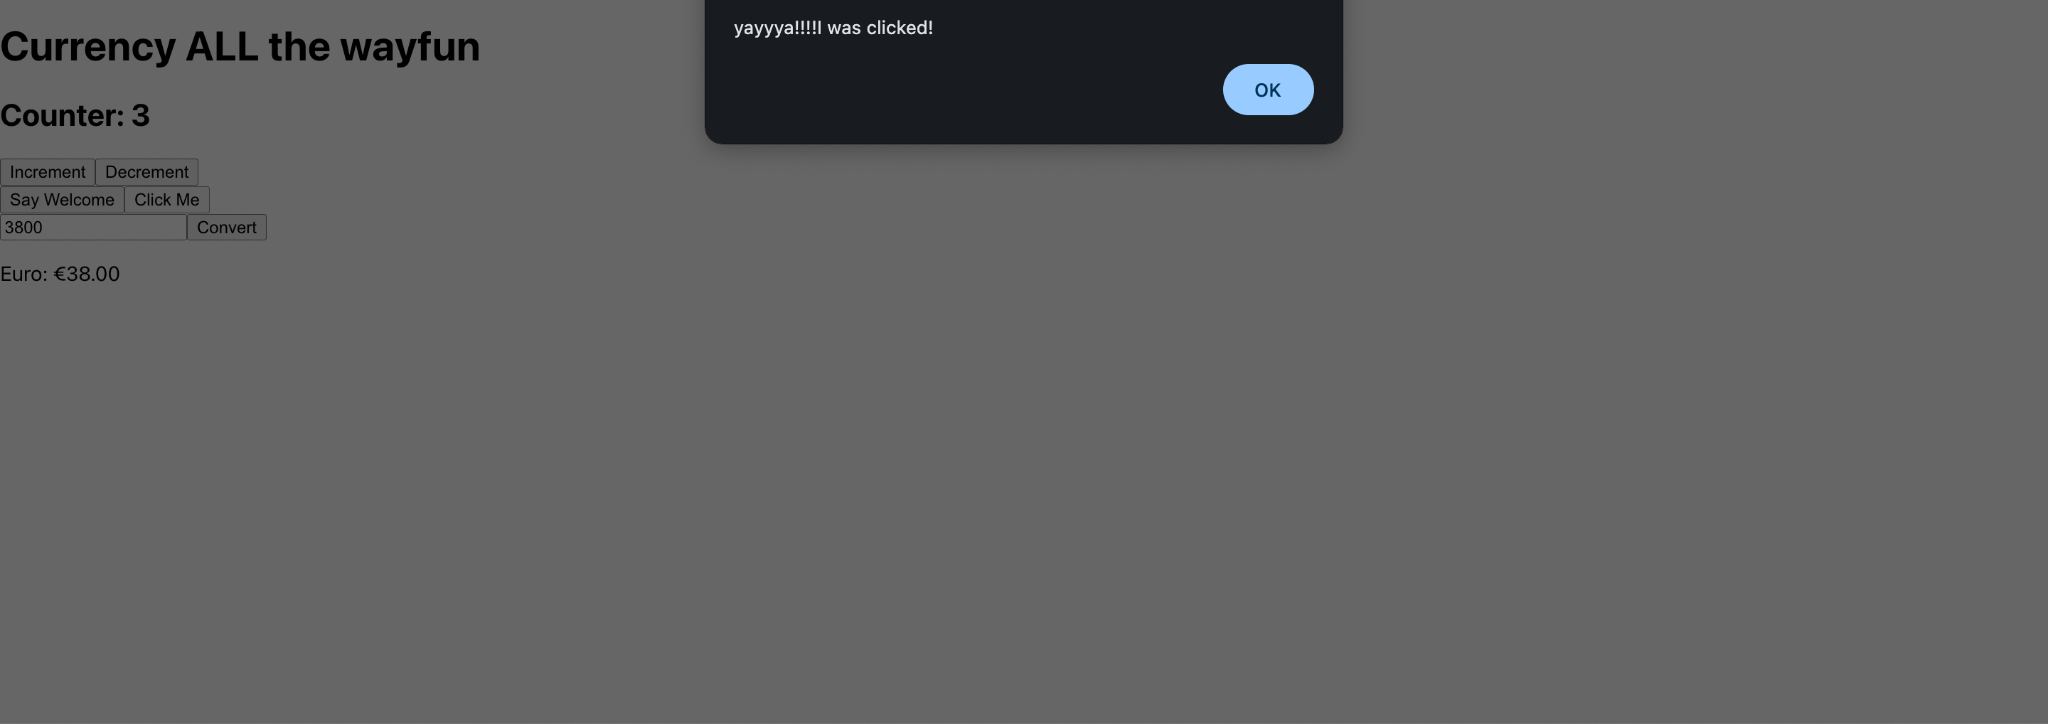 yayyya!!!!I was clicked!
OK
Currency ALL the wayfun
Counter: 3
Increment Decrement
Say Welcome Click Me
3800 Convert
Euro: €38.00